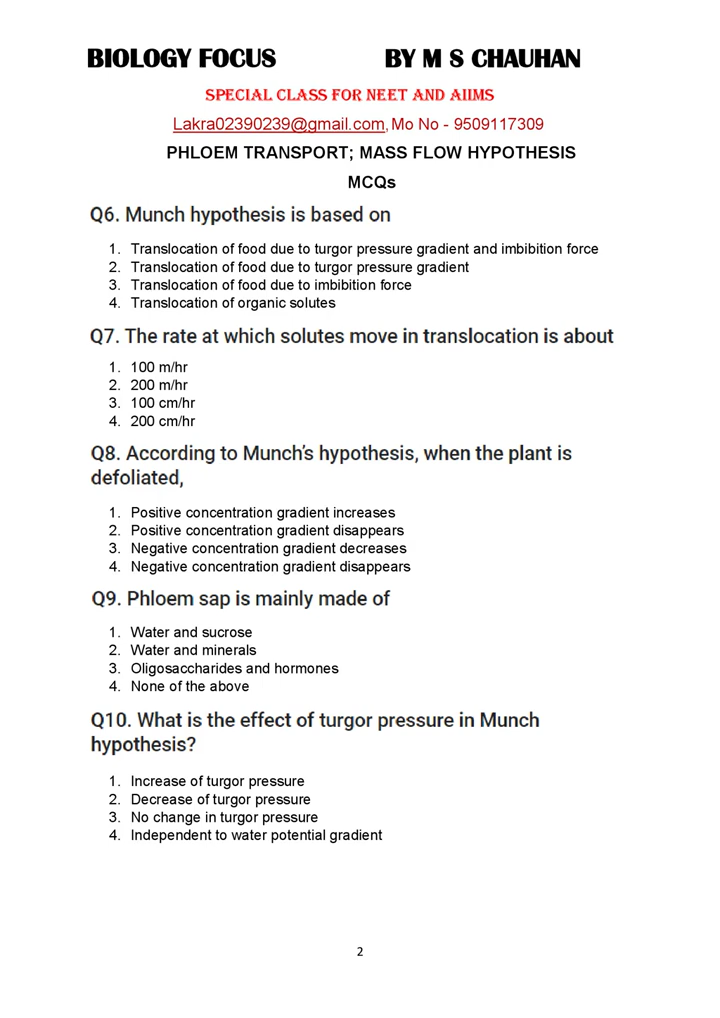 BIOLOGY FOCUS BY M S CHAUHAN
SPECIAL CLASS FOR NEET AND AIIMS
Lakra02390239@gmail.com, Mo No - 9509117309
PHLOEM TRANSPORT; MASS FLOW HYPOTHESIS
MCQs
Q6. Munch hypothesis is based on
1. Translocation of food due to turgor pressure gradient and imbibition force
2. Translocation of food due to turgor pressure gradient
3. Translocation of food due to imbibition force
4. Translocation of organic solutes
Q7. The rate at which solutes move in translocation is about
1. 100 m/hr
2. 200 m/hr
3. 100 cm/hr
4. 200 cm/hr
Q8. According to Munch's hypothesis, when the plant is
defoliated,
1. Positive concentration gradient increases
2. Positive concentration gradient disappears
3. Negative concentration gradient decreases
4. Negative concentration gradient disappears
Q9. Phloem sap is mainly made of
1. Water and sucrose
2. Water and minerals
3. Oligosaccharides and hormones
4. None of the above
Q10. What is the effect of turgor pressure in Munch
hypothesis?
1. Increase of turgor pressure
2. Decrease of turgor pressure
3. No change in turgor pressure
4. Independent to water potential gradient
2